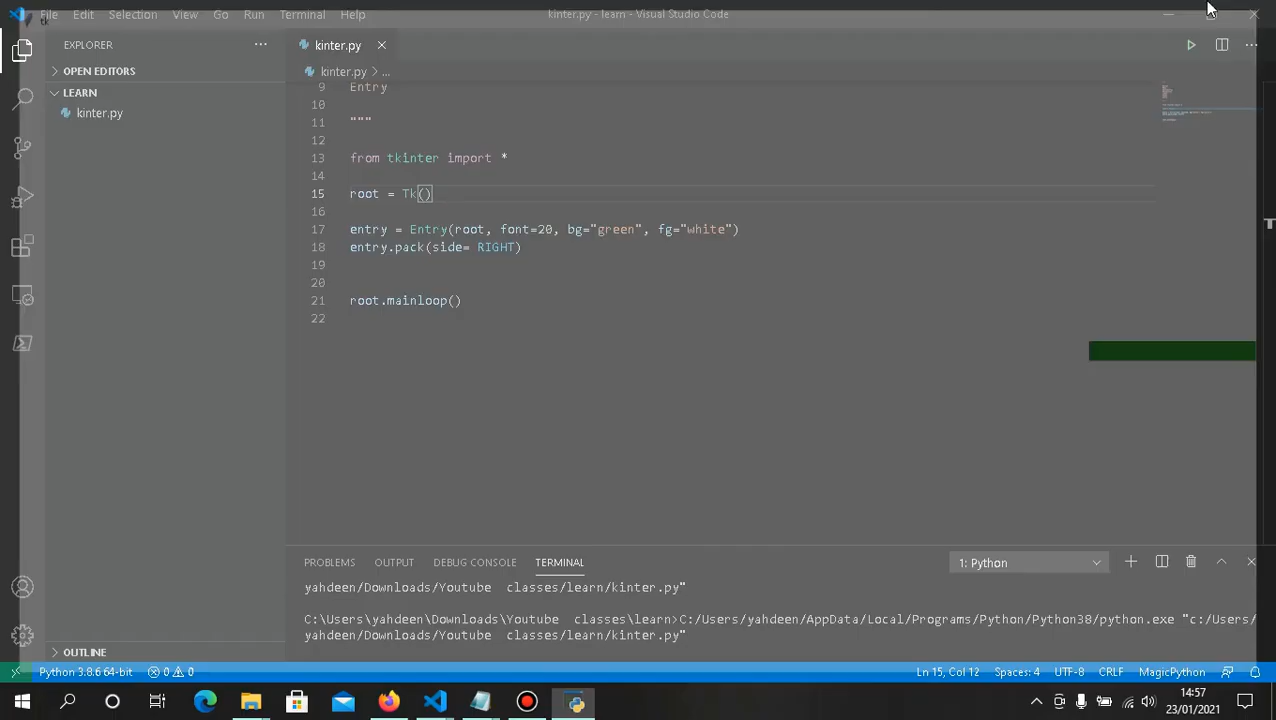 File Edit Selection View Go Run Terminal Help kinter.py - learn - Visual Studio Code
tk
EXPLORER
kinter.py
OPEN EDITORS
kinter.py > ...
LEARN
kinter.py
9 Entry
10
11 """
12
13 from tkinter import *
14
15 root = Tk()
16
17 entry = Entry(root, font=20, bg="green", fg="white")
18 entry.pack(side= RIGHT)
19
20
21 root.mainloop()
22
PROBLEMS OUTPUT DEBUG CONSOLE TERMINAL 1: Python
yahdeen/Downloads/Youtube  classes/learn/kinter.py"
C:\Users\yahdeen\Downloads\Youtube  classes\learn>C:/Users/yahdeen/AppData/Local/Programs/Python/Python38/python.exe "c:/Users/
yahdeen/Downloads/Youtube  classes/learn/kinter.py"
OUTLINE
Python 3.8.6 64-bit 0 0 Ln 15, Col 12 Spaces: 4 UTF-8 CRLF MagicPython
14:57
23/01/2021